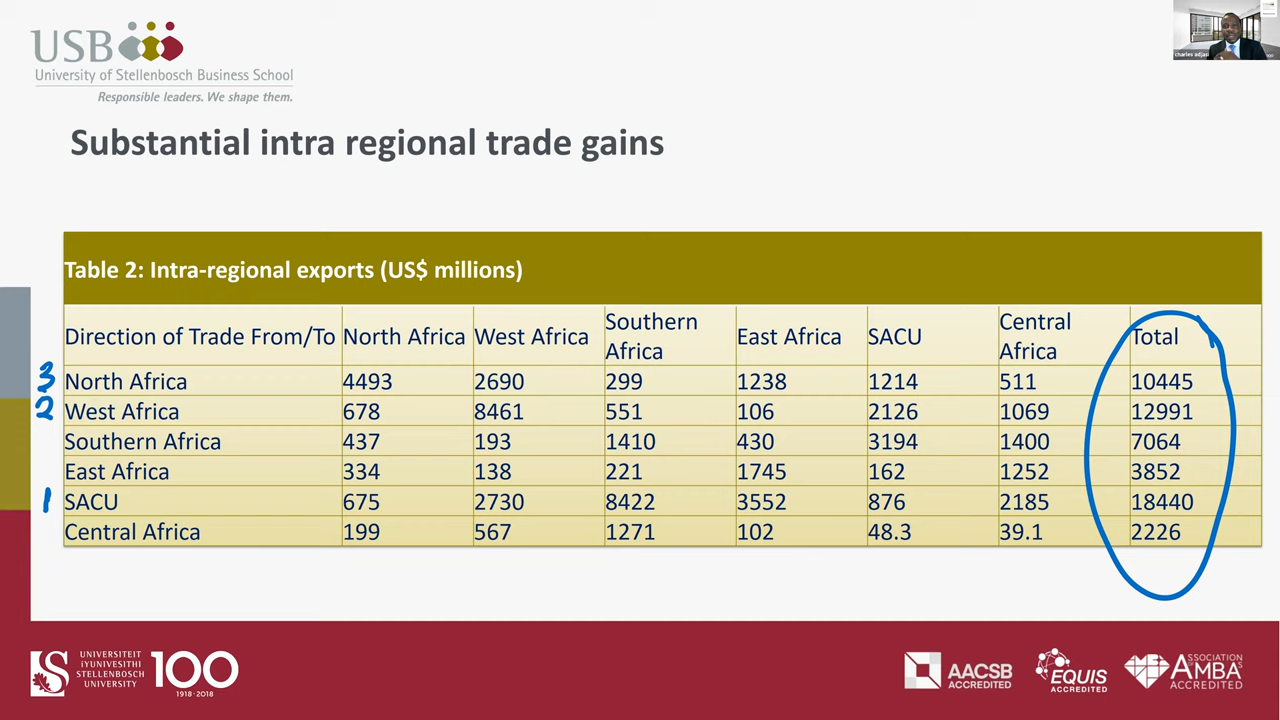 USB
University of Stellenbosch Business School
Responsible leaders. We shape them.
charles adjasi
Substantial intra regional trade gains
Table 2: Intra-regional exports (US$ millions)
Direction of Trade From/To North Africa West Africa Southern Africa East Africa SACU Central Africa Total
3 North Africa 4493 2690 299 1238 1214 511 10445
2 West Africa 678 8461 551 106 2126 1069 12991
Southern Africa 437 193 1410 430 3194 1400 7064
East Africa 334 138 221 1745 162 1252 3852
1 SACU 675 2730 8422 3552 876 2185 18440
Central Africa 199 567 1271 102 48.3 39.1 2226
UNIVERSITEIT
iYUNIVESITHI
STELLENBOSCH
UNIVERSITY
100
1918·2018
AACSB
ACCREDITED
EQUIS
ACCREDITED
ASSOCIATION
AMBA
ACCREDITED